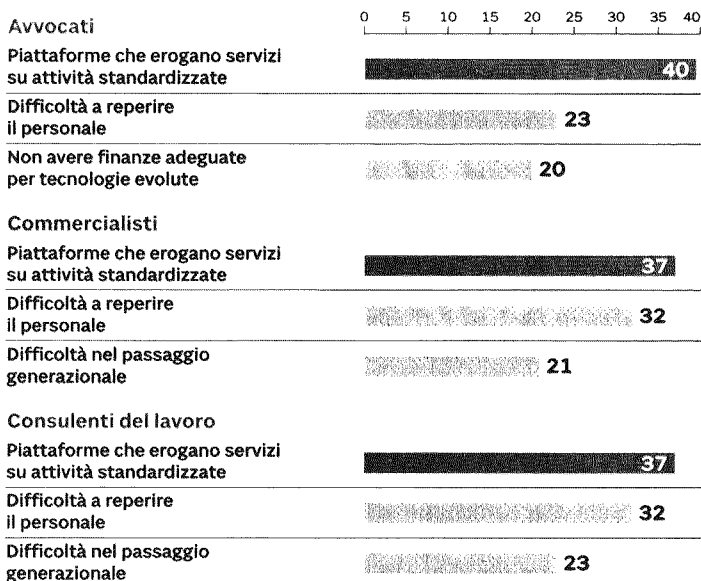 Avvocati
0 5 10 15 20 25 30 35 40
Piattaforme che erogano servizi
su attività standardizzate
40
Difficoltà a reperire
il personale
23
Non avere finanze adeguate
per tecnologie evolute
20
Commercialisti
Piattaforme che erogano servizi
su attività standardizzate
37
Difficoltà a reperire
il personale
32
Difficoltà nel passaggio
generazionale
21
Consulenti del lavoro
Piattaforme che erogano servizi
su attività standardizzate
37
Difficoltà a reperire
il personale
32
Difficoltà nel passaggio
generazionale
23